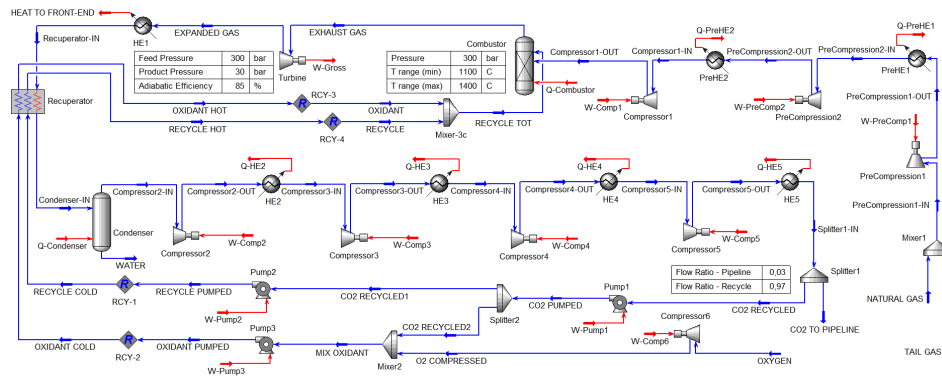 HEAT TO FRONT-END
HE1
EXPANDED GAS
EXHAUST GAS
Combustor
Q-PreHE2
Q-PreHE1
Recuperator-IN
Compressor1-OUT
Compressor1-IN
PreCompression2-OUT
PreCompression2-IN
PreHE2
PreHE1
Feed Pressure 300 bar
Product Pressure 30 bar
Adiabatic Efficiency 85 %
Turbine
W-Gross
Pressure 300 bar
T range (min) 1100 C
T range (max) 1400 C
Q-Combustor
PreCompression1-OUT
Recuperator
RCY-3
OXIDANT HOT
OXIDANT
RECYCLE HOT
RCY-4
RECYCLE
Mixer-3c
RECYCLE TOT
W-Comp1
Compressor1
W-PreComp2
PreCompression2
W-PreComp1
PreCompression1
Q-HE2
Q-HE3
Q-HE4
Q-HE5
Condenser-IN
Compressor2-IN
Compressor2-OUT
Compressor3-IN
Compressor3-OUT
Compressor4-IN
Compressor4-OUT
Compressor5-IN
Compressor5-OUT
HE2
HE3
HE4
HE5
PreCompression1-IN
Q-Condenser
Condenser
W-Comp2
Compressor2
W-Comp3
Compressor3
W-Comp4
Compressor4
W-Comp5
Compressor5
Splitter1-IN
Mixer1
WATER
Flow Ratio - Pipeline 0,03
Flow Ratio - Recycle 0,97
Splitter1
RECYCLE COLD
RCY-1
RECYCLE PUMPED
Pump2
CO2 RECYCLED1
Splitter2
CO2 PUMPED
Pump1
CO2 RECYCLED
NATURAL GAS
W-Pump2
W-Pump1
Compressor6
CO2 TO PIPELINE
OXIDANT COLD
RCY-2
OXIDANT PUMPED
Pump3
W-Pump3
MIX OXIDANT
CO2 RECYCLED2
Mixer2
O2 COMPRESSED
W-Comp6
OXYGEN
TAIL GAS
R
R
R
R